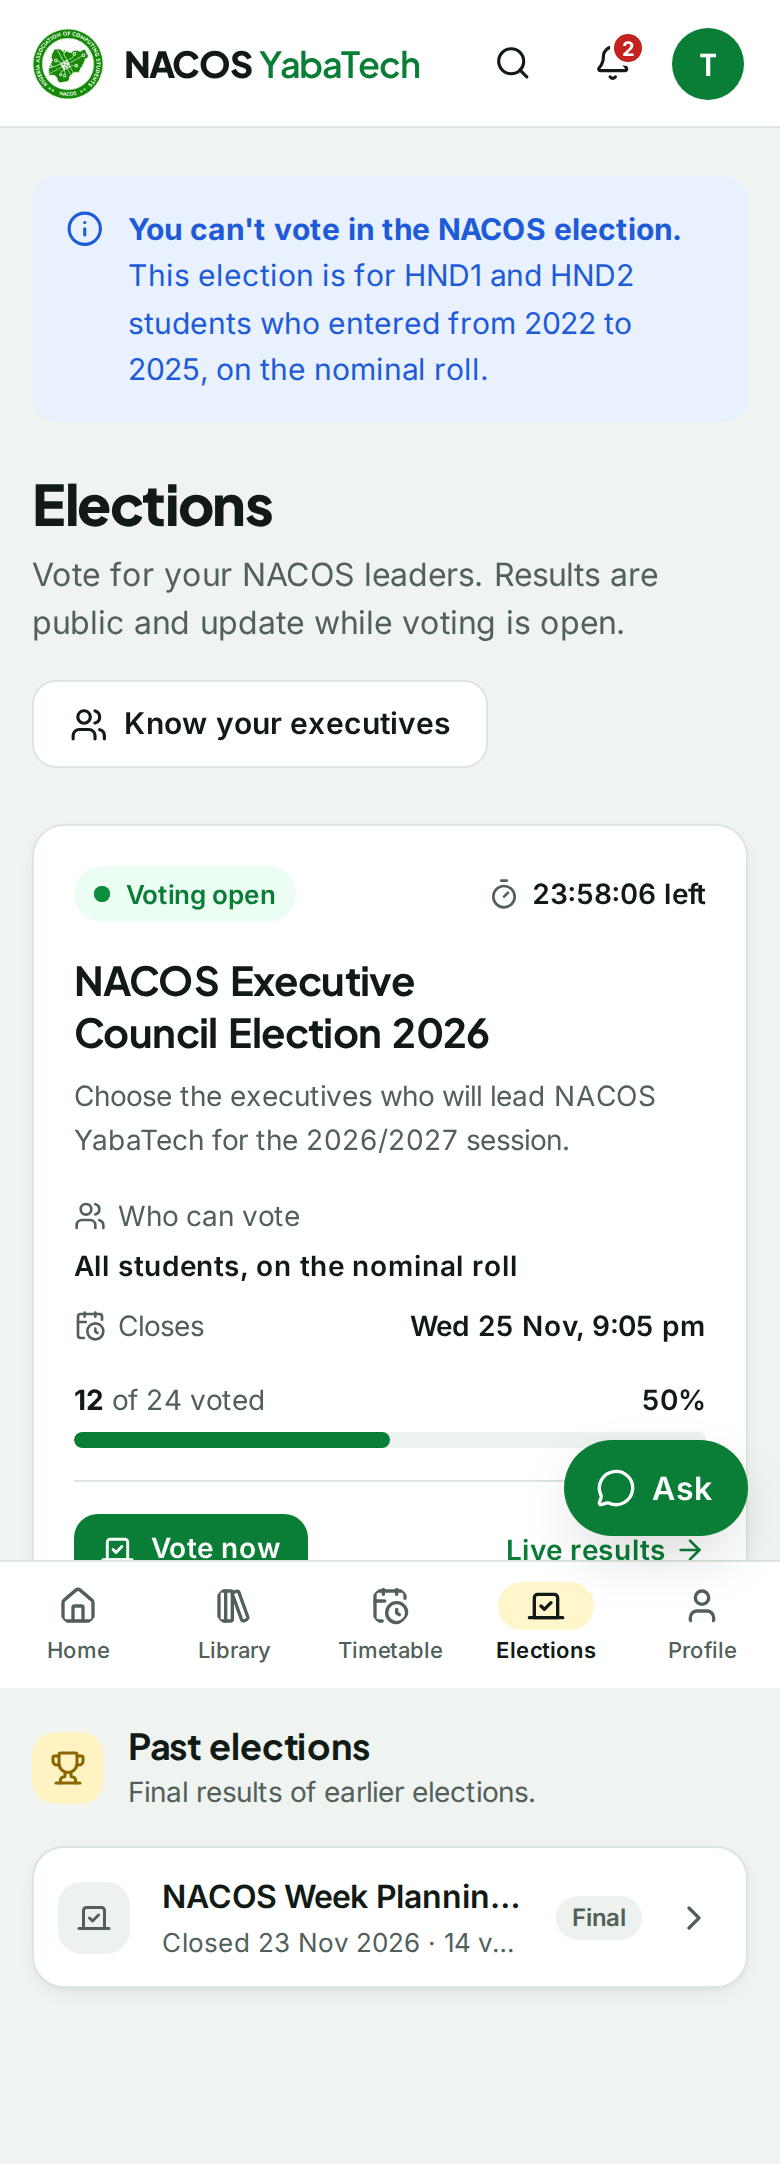 NACOS YabaTech
2
T
You can't vote in the NACOS election.
This election is for HND1 and HND2
students who entered from 2022 to
2025, on the nominal roll.
Elections
Vote for your NACOS leaders. Results are
public and update while voting is open.
Know your executives
Voting open
23:58:06 left
NACOS Executive
Council Election 2026
Choose the executives who will lead NACOS
YabaTech for the 2026/2027 session.
Who can vote
All students, on the nominal roll
Closes
Wed 25 Nov, 9:05 pm
12 of 24 voted
50%
Ask
Vote now
Live results
Home
Library
Timetable
Elections
Profile
Past elections
Final results of earlier elections.
NACOS Week Plannin...
Closed 23 Nov 2026 · 14 v...
Final